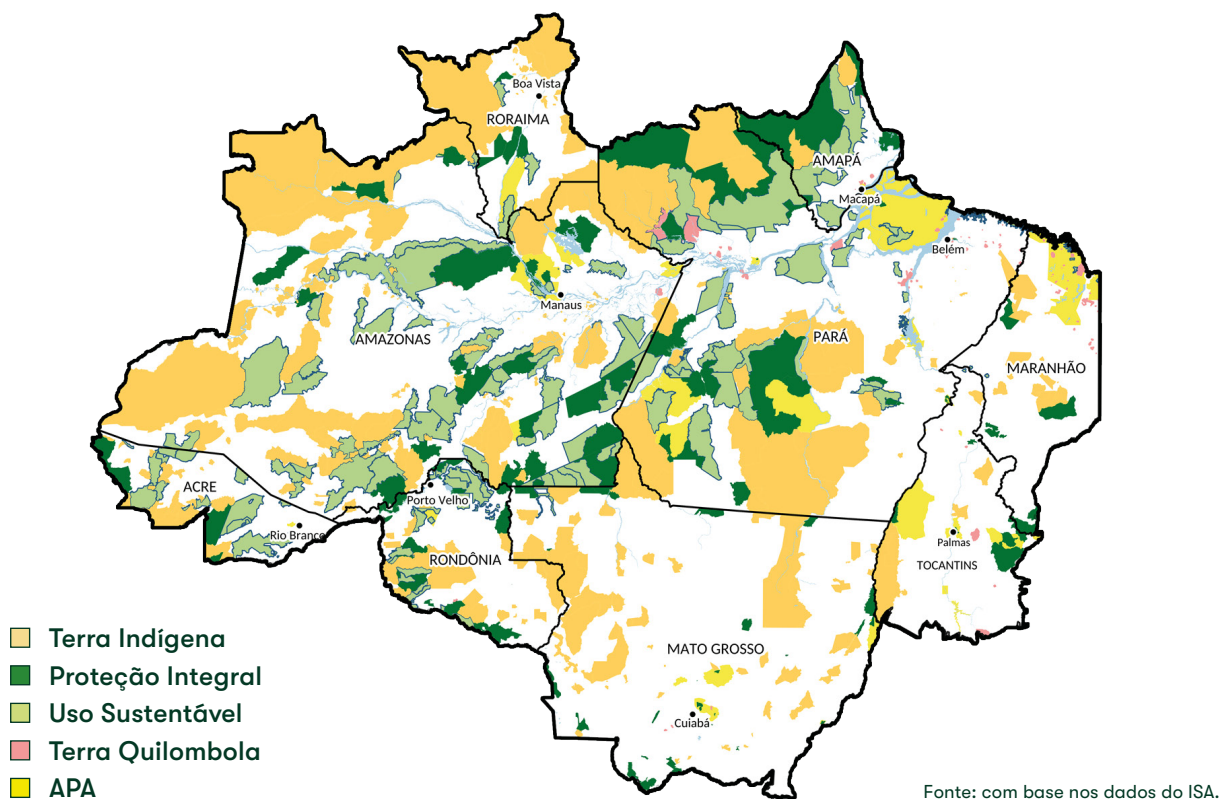 Boa Vista
RORAIMA
AMAPÁ
Macapá
Belém
Manaus
AMAZONAS
PARÁ
MARANHÃO
ACRE
Porto Velho
Rio Branco
RONDÔNIA
Palmas
TOCANTINS
MATO GROSSO
Cuiabá
Terra Indígena
Proteção Integral
Uso Sustentável
Terra Quilombola
APA
Fonte: com base nos dados do ISA.